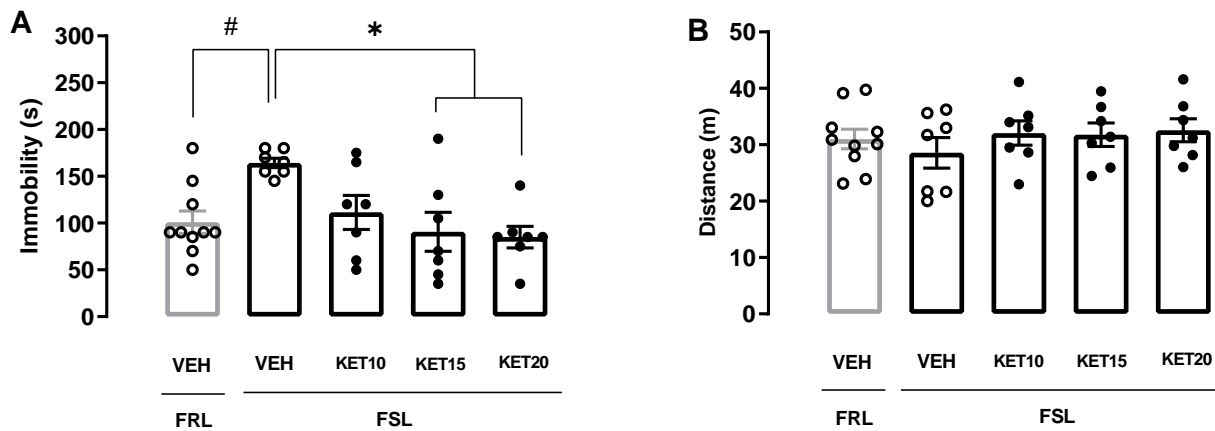 A
Immobility (s)
300
250
200
150
100
50
0
#
*
VEH
VEH
KET10
KET15
KET20
FRL
FSL
B
Distance (m)
50
40
30
20
10
0
VEH
VEH
KET10
KET15
KET20
FRL
FSL